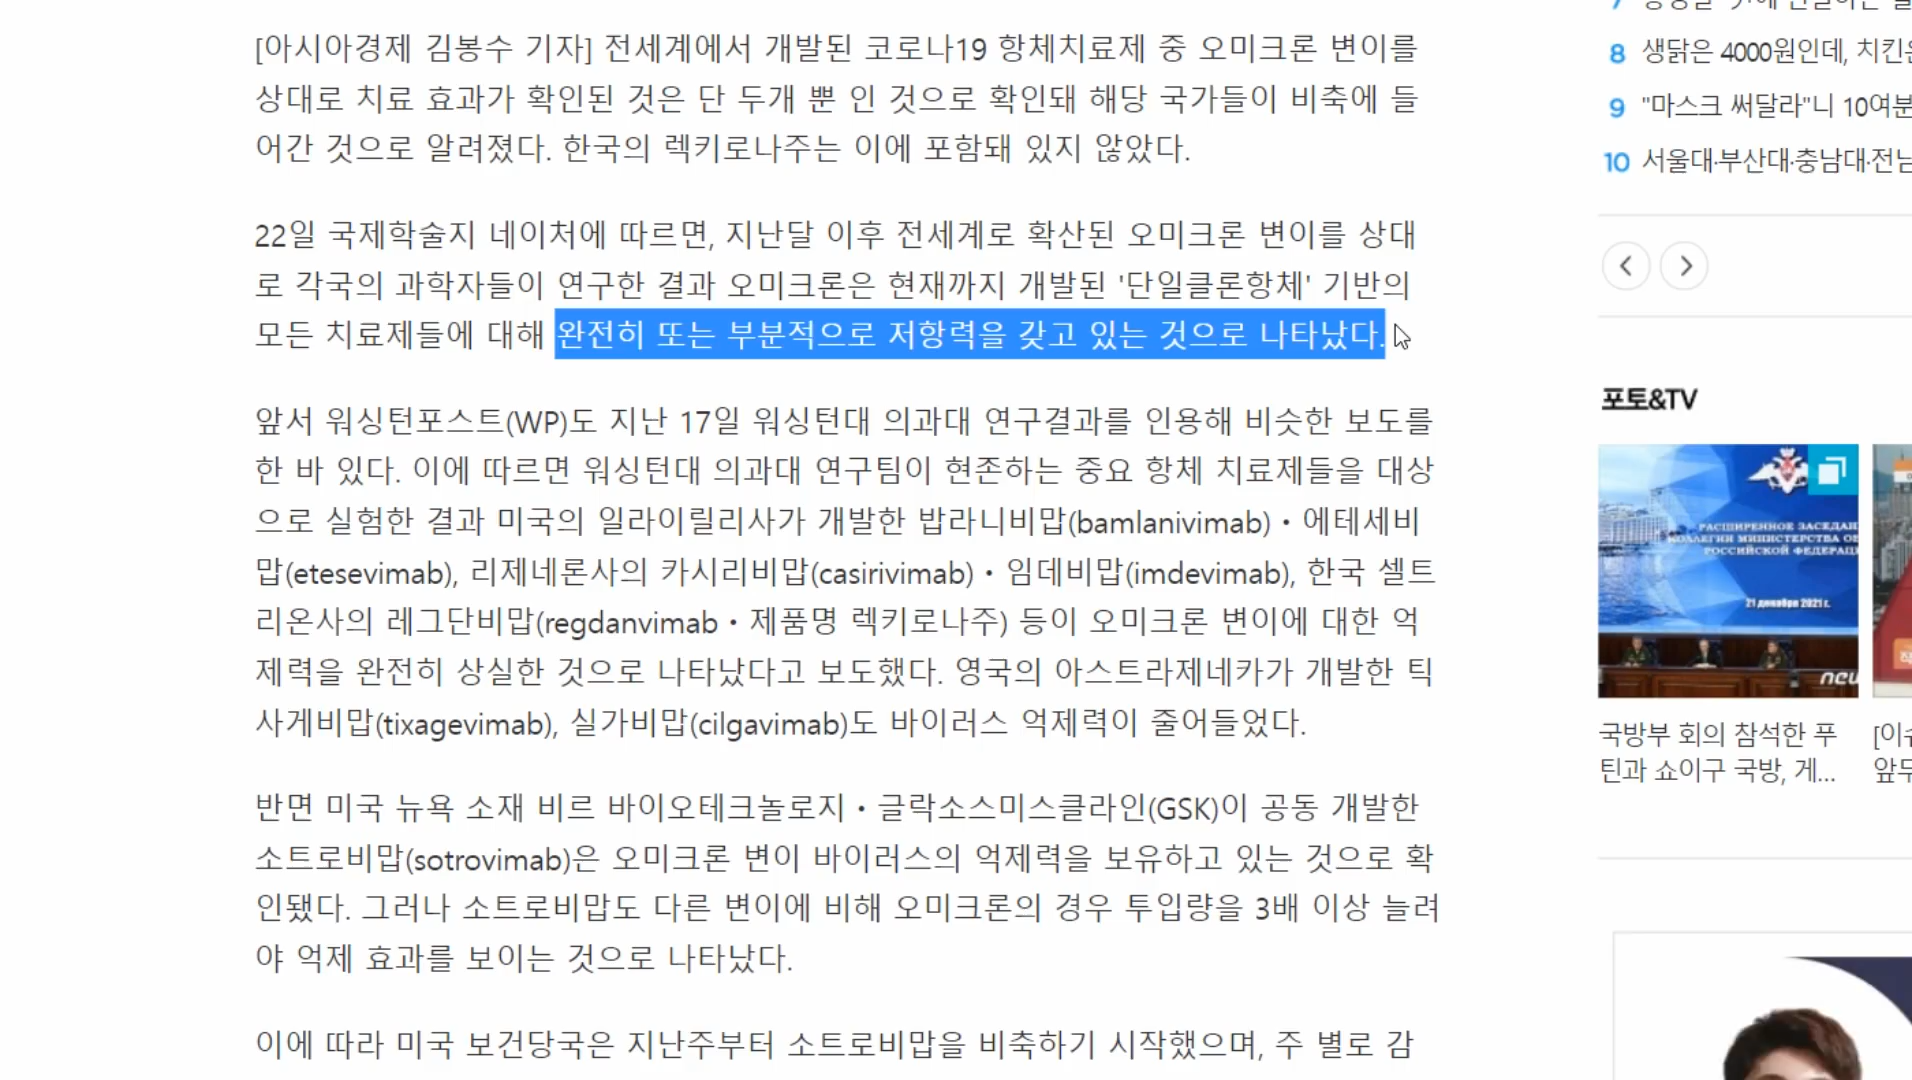 [아시아경제 김봉수 기자] 전세계에서 개발된 코로나19 항체치료제 중 오미크론 변이를
상대로 치료 효과가 확인된 것은 단 두개 뿐 인 것으로 확인돼 해당 국가들이 비축에 들
어간 것으로 알려졌다. 한국의 렉키로나주는 이에 포함돼 있지 않았다.
22일 국제학술지 네이처에 따르면, 지난달 이후 전세계로 확산된 오미크론 변이를 상대
로 각국의 과학자들이 연구한 결과 오미크론은 현재까지 개발된 '단일클론항체' 기반의
모든 치료제들에 대해 완전히 또는 부분적으로 저항력을 갖고 있는 것으로 나타났다.
앞서 워싱턴포스트(WP)도 지난 17일 워싱턴대 의과대 연구결과를 인용해 비슷한 보도를
한 바 있다. 이에 따르면 워싱턴대 의과대 연구팀이 현존하는 중요 항체 치료제들을 대상
으로 실험한 결과 미국의 일라이릴리사가 개발한 밥라니비맙(bamlanivimab)·에테세비
맙(etesevimab), 리제네론사의 카시리비맙(casirivimab)·임데비맙(imdevimab), 한국 셀트
리온사의 레그단비맙(regdanvimab·제품명 렉키로나주) 등이 오미크론 변이에 대한 억
제력을 완전히 상실한 것으로 나타났다고 보도했다. 영국의 아스트라제네카가 개발한 틱
사게비맙(tixagevimab), 실가비맙(cilgavimab)도 바이러스 억제력이 줄어들었다.
반면 미국 뉴욕 소재 비르 바이오테크놀로지·글락소스미스클라인(GSK)이 공동 개발한
소트로비맙(sotrovimab)은 오미크론 변이 바이러스의 억제력을 보유하고 있는 것으로 확
인됐다. 그러나 소트로비맙도 다른 변이에 비해 오미크론의 경우 투입량을 3배 이상 늘려
야 억제 효과를 보이는 것으로 나타났다.
이에 따라 미국 보건당국은 지난주부터 소트로비맙을 비축하기 시작했으며, 주 별로 감
8 생닭은 4000원인데, 치킨은
9 "마스크 써달라"니 10여분
10 서울대·부산대·충남대·전남
포토&TV
РАСШИРЕННОЕ ЗАСЕДАН
КОЛЛЕГИИ МИНИСТЕРСТВА ОБ
РОССИЙСКОЙ ФЕДЕРАЦ
21 декабря 2021 г.
new
국방부 회의 참석한 푸
틴과 쇼이구 국방, 게...
[이슈
앞두